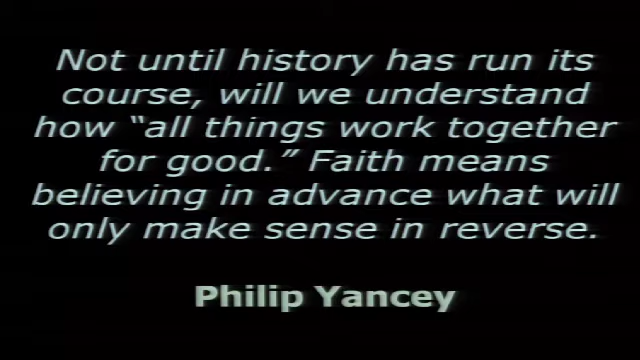 Not until history has run its
course, will we understand
how “all things work together
for good.” Faith means
believing in advance what will
only make sense in reverse.
Philip Yancey